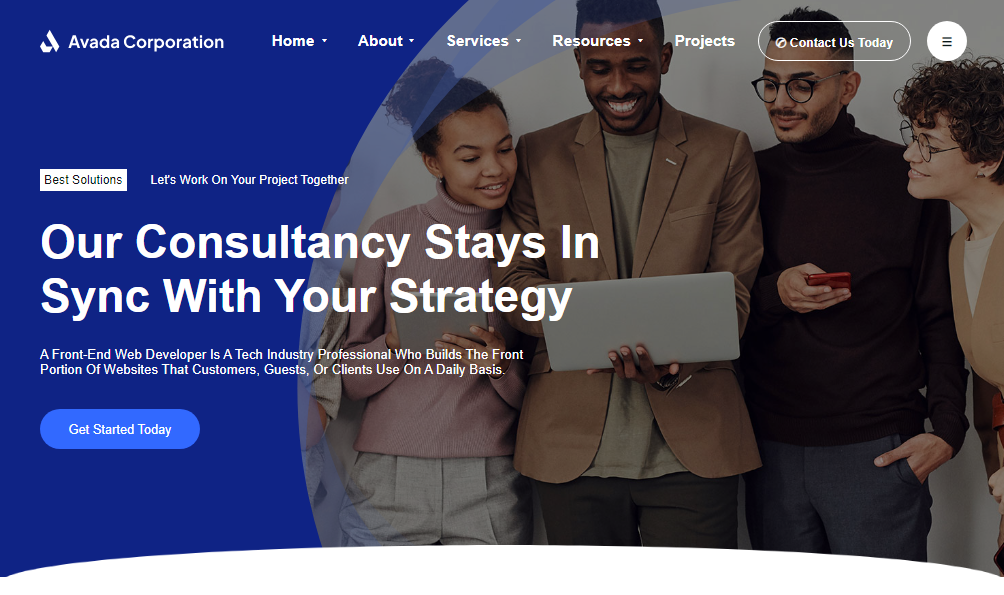 Avada Corporation
Home
About
Services
Resources
Projects
Contact Us Today
Best Solutions
Let's Work On Your Project Together
Our Consultancy Stays In
Sync With Your Strategy
A Front-End Web Developer Is A Tech Industry Professional Who Builds The Front
Portion Of Websites That Customers, Guests, Or Clients Use On A Daily Basis.
Get Started Today